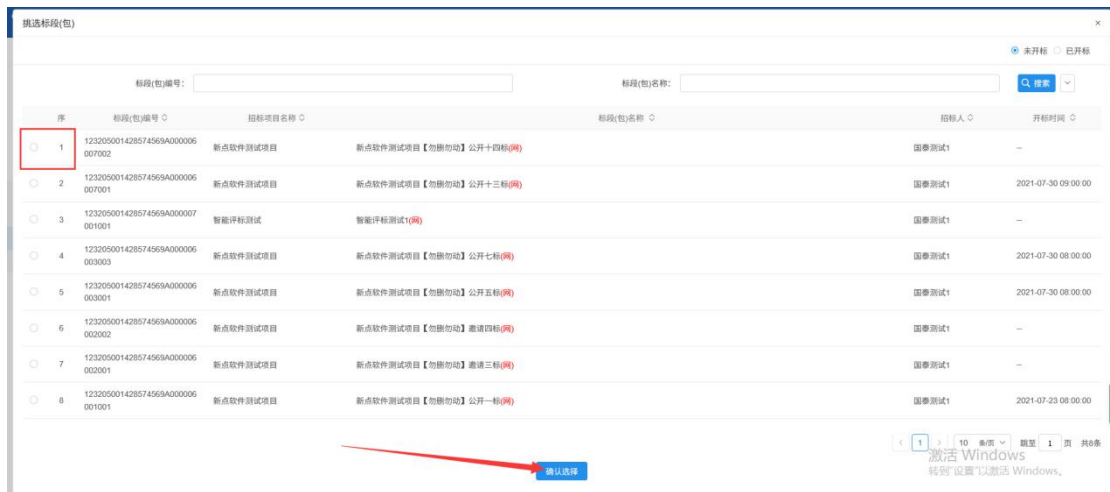 挑选标段(包)
未开标 已开标
标段(包)编号: 标段(包)名称: 搜索
序 标段(包)编号 招标项目名称 标段(包)名称 招标人 开标时间
1 123205001428574569A000006007002 新点软件测试项目 新点软件测试项目【勿删勿动】公开十四标(网) 国泰测试1 --
2 123205001428574569A000006007001 新点软件测试项目 新点软件测试项目【勿删勿动】公开十三标(网) 国泰测试1 2021-07-30 09:00:00
3 123205001428574569A000007001001 智能评标测试 智能评标测试1(网) 国泰测试1 --
4 123205001428574569A000006003003 新点软件测试项目 新点软件测试项目【勿删勿动】公开七标(网) 国泰测试1 2021-07-30 08:00:00
5 123205001428574569A000006003001 新点软件测试项目 新点软件测试项目【勿删勿动】公开五标(网) 国泰测试1 2021-07-30 08:00:00
6 123205001428574569A000006002002 新点软件测试项目 新点软件测试项目【勿删勿动】邀请四标(网) 国泰测试1 --
7 123205001428574569A000006002001 新点软件测试项目 新点软件测试项目【勿删勿动】邀请三标(网) 国泰测试1 --
8 123205001428574569A000006001001 新点软件测试项目 新点软件测试项目【勿删勿动】公开一标(网) 国泰测试1 2021-07-23 08:00:00
1 10 条/页 跳至 1 页 共8条
激活 Windows
转到"设置"以激活 Windows。
确认选择